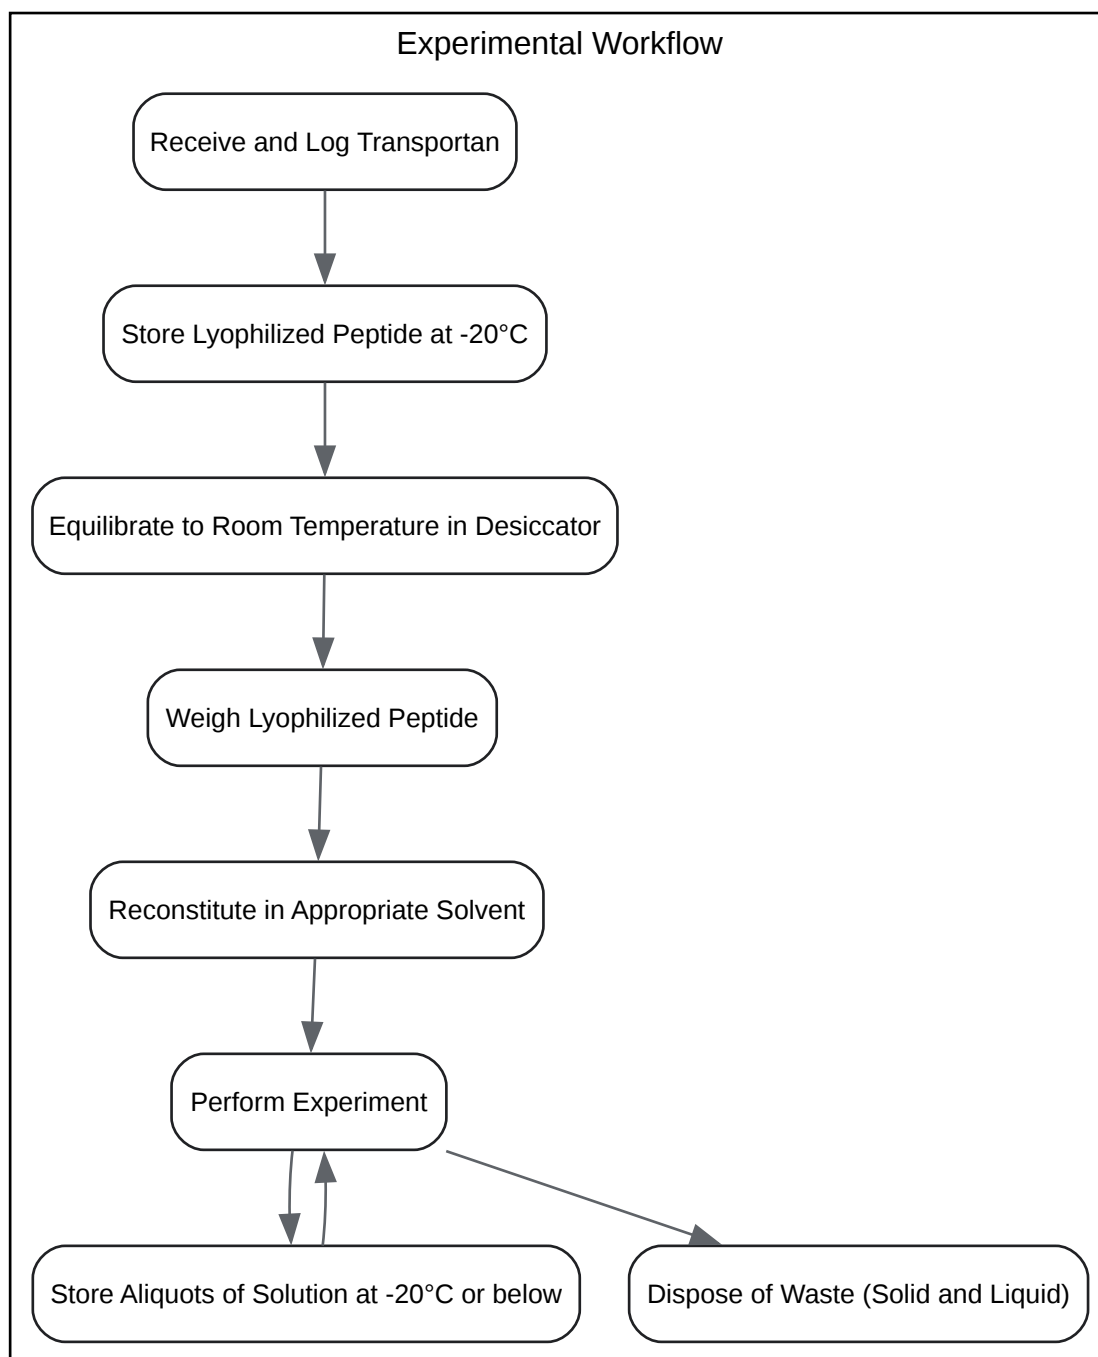 Experimental Workflow
Receive and Log Transportan
Store Lyophilized Peptide at -20°C
Equilibrate to Room Temperature in Desiccator
Weigh Lyophilized Peptide
Reconstitute in Appropriate Solvent
Perform Experiment
Store Aliquots of Solution at -20°C or below
Dispose of Waste (Solid and Liquid)